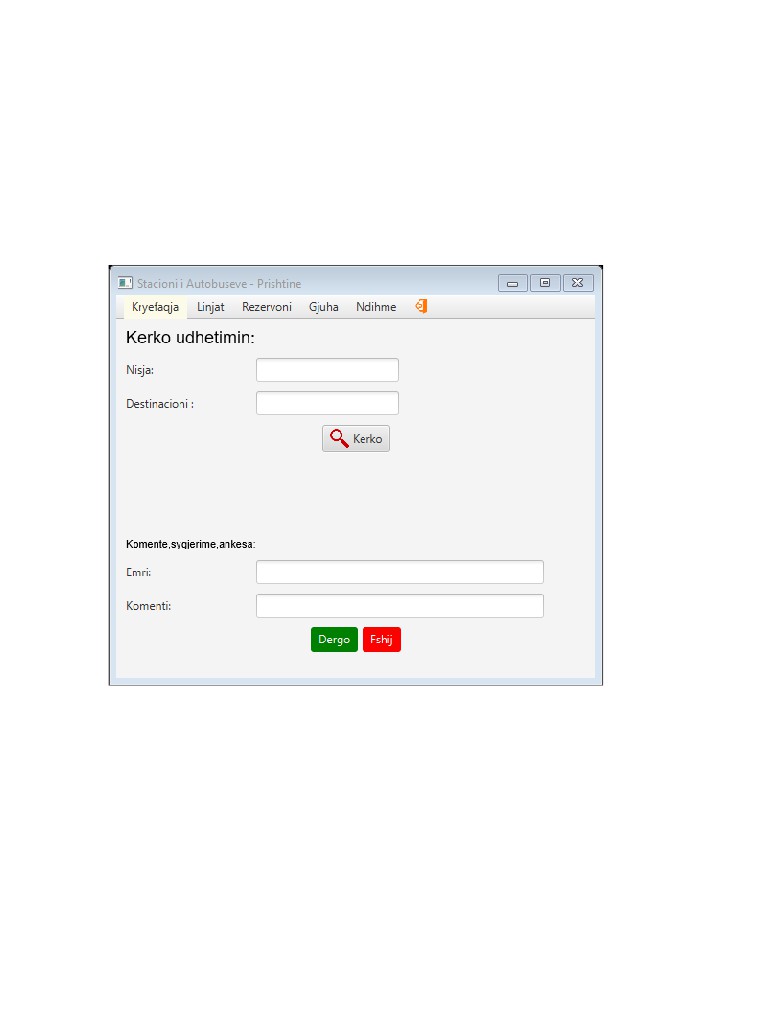 Stacioni i Autobuseve - Prishtine
Kryefaqja Linjat Rezervoni Gjuha Ndihme
Kerko udhetimin:
Nisja:
Destinacioni :
Kerko
Komente,sygjerime,ankesa:
Emri:
Komenti:
Dergo Fshij